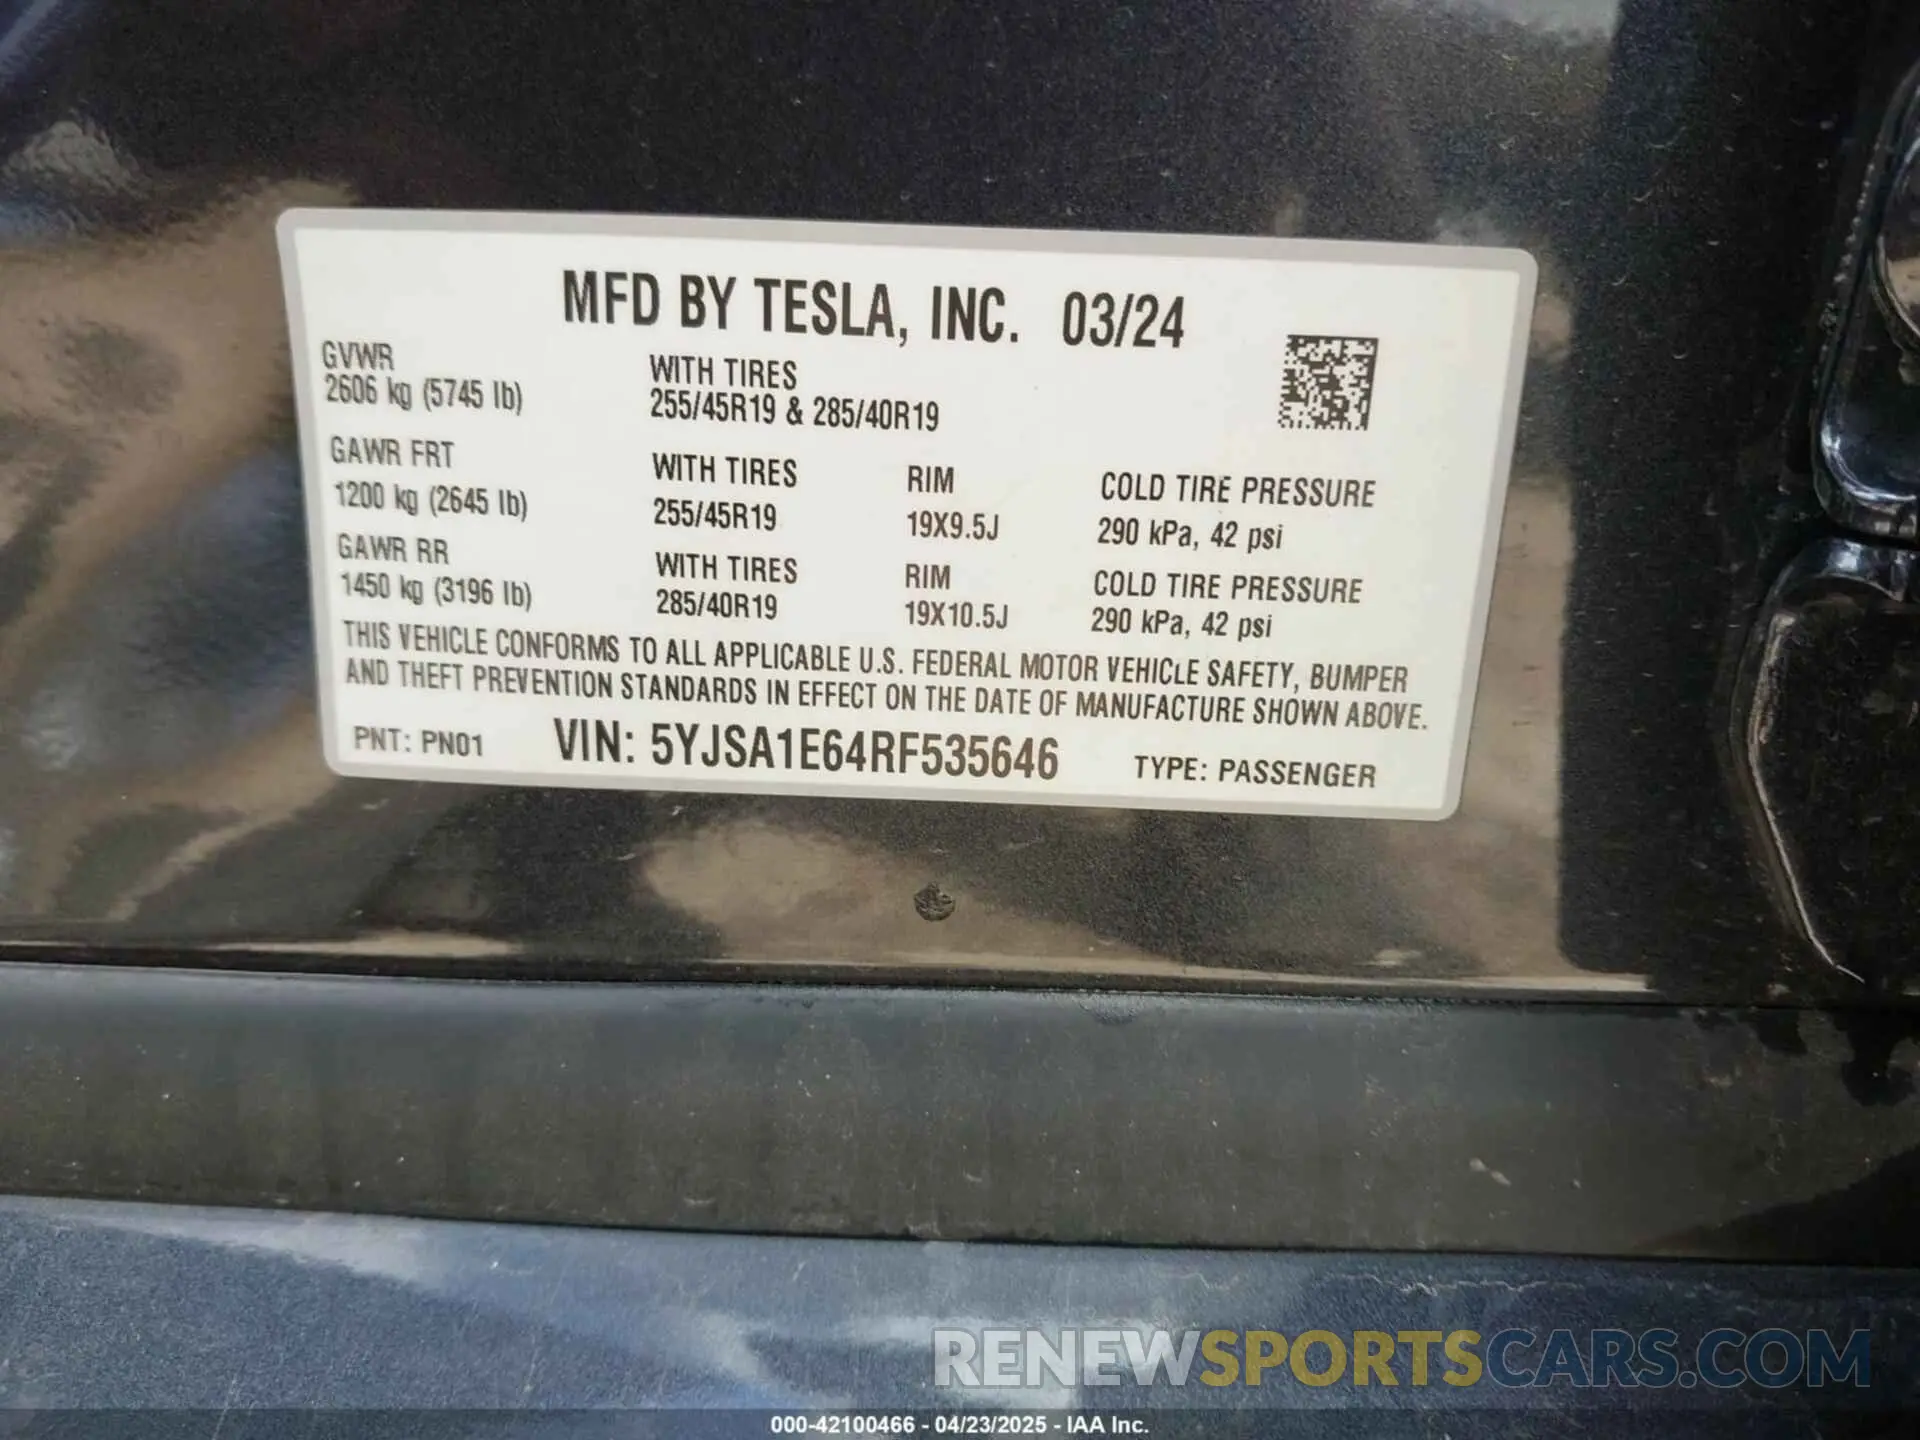 MFD BY TESLA, INC. 03/24
GVWR
2606 kg (5745 lb)
WITH TIRES
255/45R19 & 285/40R19
GAWR FRT
1200 kg (2645 lb)
WITH TIRES
255/45R19
RIM
19X9.5J
COLD TIRE PRESSURE
290 kPa, 42 psi
GAWR RR
1450 kg (3196 lb)
WITH TIRES
285/40R19
RIM
19X10.5J
COLD TIRE PRESSURE
290 kPa, 42 psi
THIS VEHICLE CONFORMS TO ALL APPLICABLE U.S. FEDERAL MOTOR VEHICLE SAFETY, BUMPER
AND THEFT PREVENTION STANDARDS IN EFFECT ON THE DATE OF MANUFACTURE SHOWN ABOVE.
PNT: PN01 VIN: 5YJSA1E64RF535646 TYPE: PASSENGER
RENEWSPORTSCARS.COM
000-42100466 - 04/23/2025 - IAA Inc.